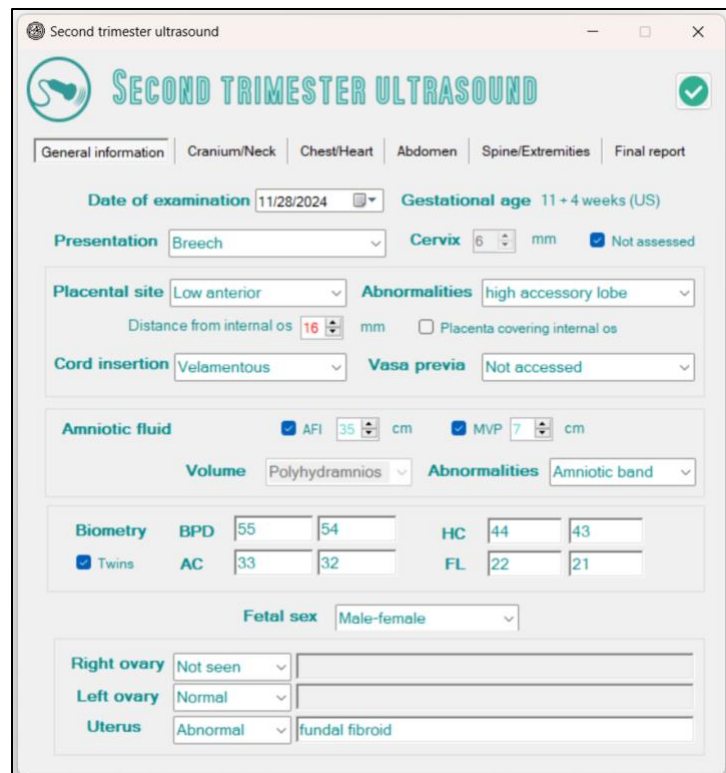 Second trimester ultrasound
SECOND TRIMESTER ULTRASOUND
General information Cranium/Neck Chest/Heart Abdomen Spine/Extremities Final report
Date of examination 11/28/2024 Gestational age 11 + 4 weeks (US)
Presentation Breech Cervix 6 mm Not assessed
Placental site Low anterior Abnormalities high accessory lobe
Distance from internal os 16 mm Placenta covering internal os
Cord insertion Velamentous Vasa previa Not accessed
Amniotic fluid AFI 35 cm MVP 7 cm
Volume Polyhydramnios Abnormalities Amniotic band
Biometry BPD 55 54 HC 44 43
Twins AC 33 32 FL 22 21
Fetal sex Male-female
Right ovary Not seen
Left ovary Normal
Uterus Abnormal fundal fibroid